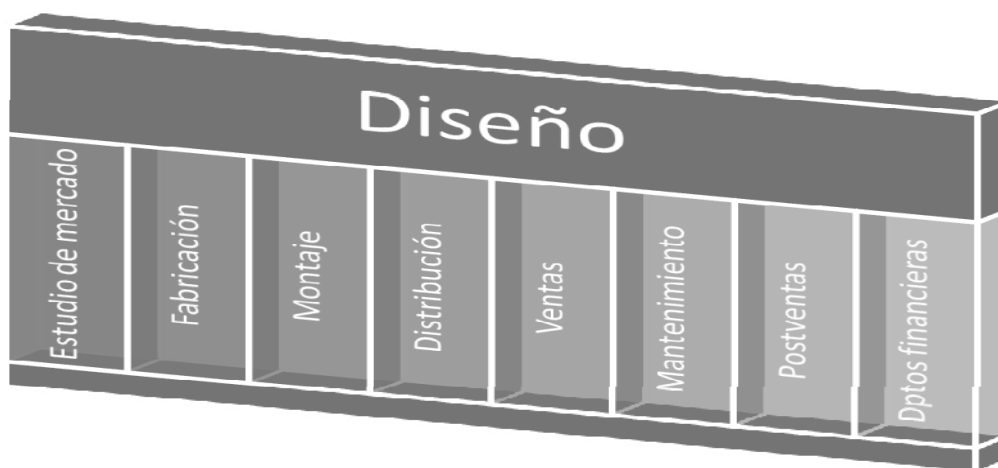 Diseño
Estudio de mercado
Fabricación
Montaje
Distribución
Ventas
Mantenimiento
Postventas
Dptos financieras